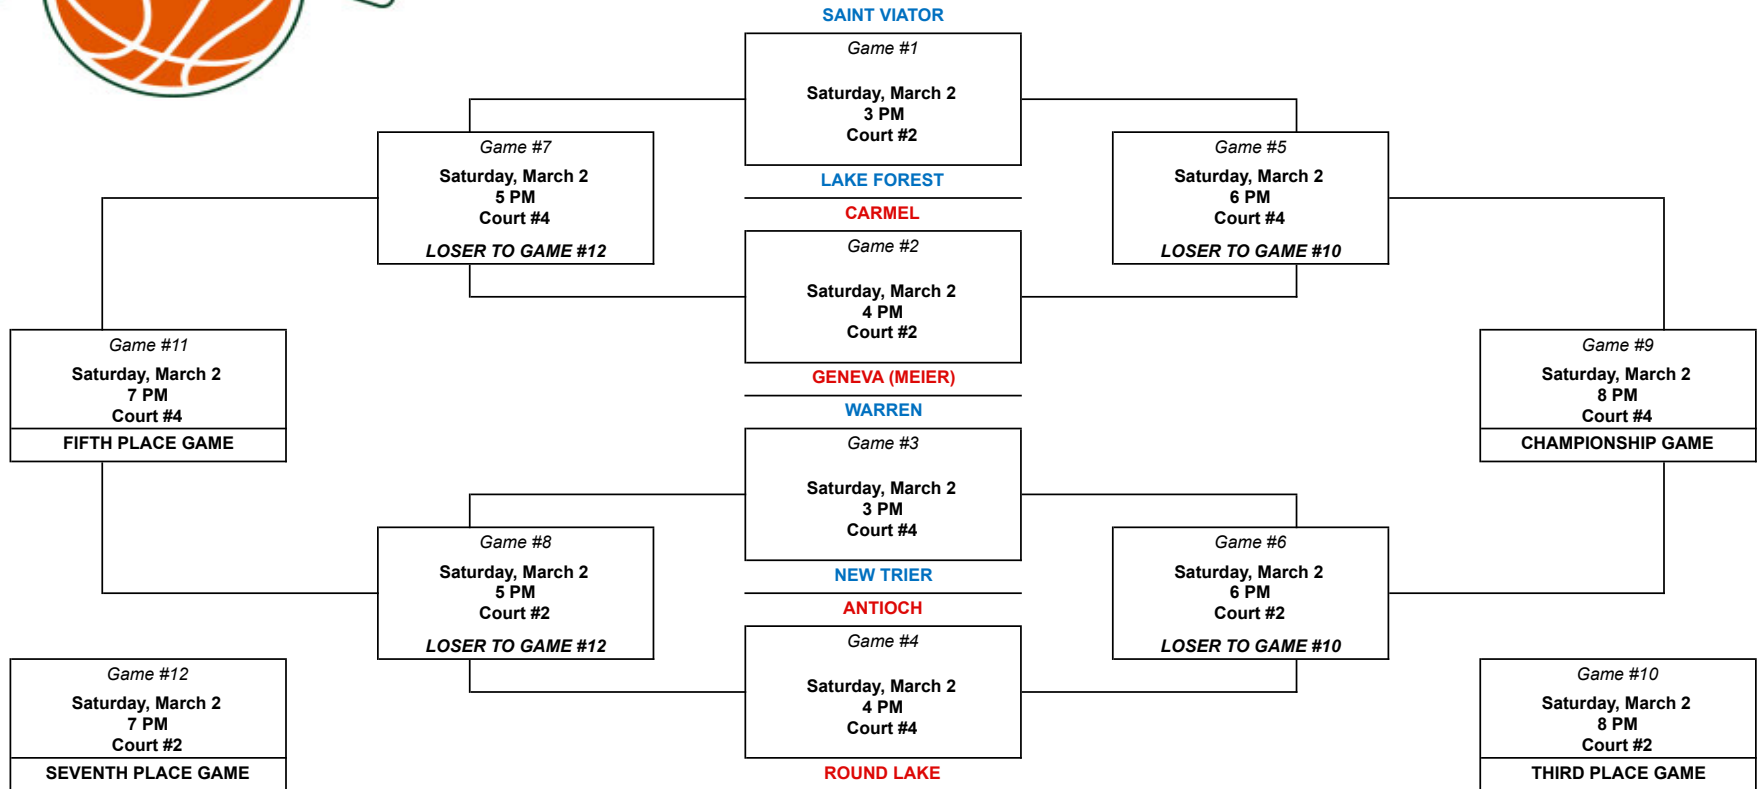 SAINT VIATOR
Game #1
Saturday, March 2
3 PM
Court #2
LAKE FOREST
CARMEL
Game #2
Saturday, March 2
4 PM
Court #2
GENEVA (MEIER)
WARREN
Game #3
Saturday, March 2
3 PM
Court #4
NEW TRIER
ANTIOCH
Game #4
Saturday, March 2
4 PM
Court #4
ROUND LAKE
Game #7
Saturday, March 2
5 PM
Court #4
LOSER TO GAME #12
Game #8
Saturday, March 2
5 PM
Court #2
LOSER TO GAME #12
Game #11
Saturday, March 2
7 PM
Court #4
FIFTH PLACE GAME
Game #12
Saturday, March 2
7 PM
Court #2
SEVENTH PLACE GAME
Game #5
Saturday, March 2
6 PM
Court #4
LOSER TO GAME #10
Game #6
Saturday, March 2
6 PM
Court #2
LOSER TO GAME #10
Game #9
Saturday, March 2
8 PM
Court #4
CHAMPIONSHIP GAME
Game #10
Saturday, March 2
8 PM
Court #2
THIRD PLACE GAME